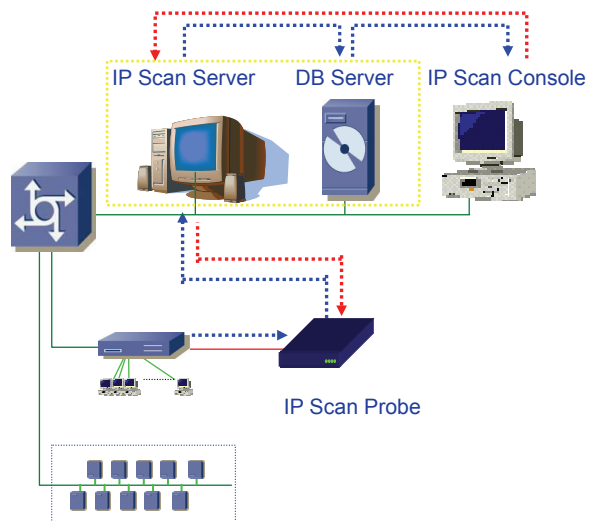 IP Scan Server
DB Server
IP Scan Console
IP Scan Probe